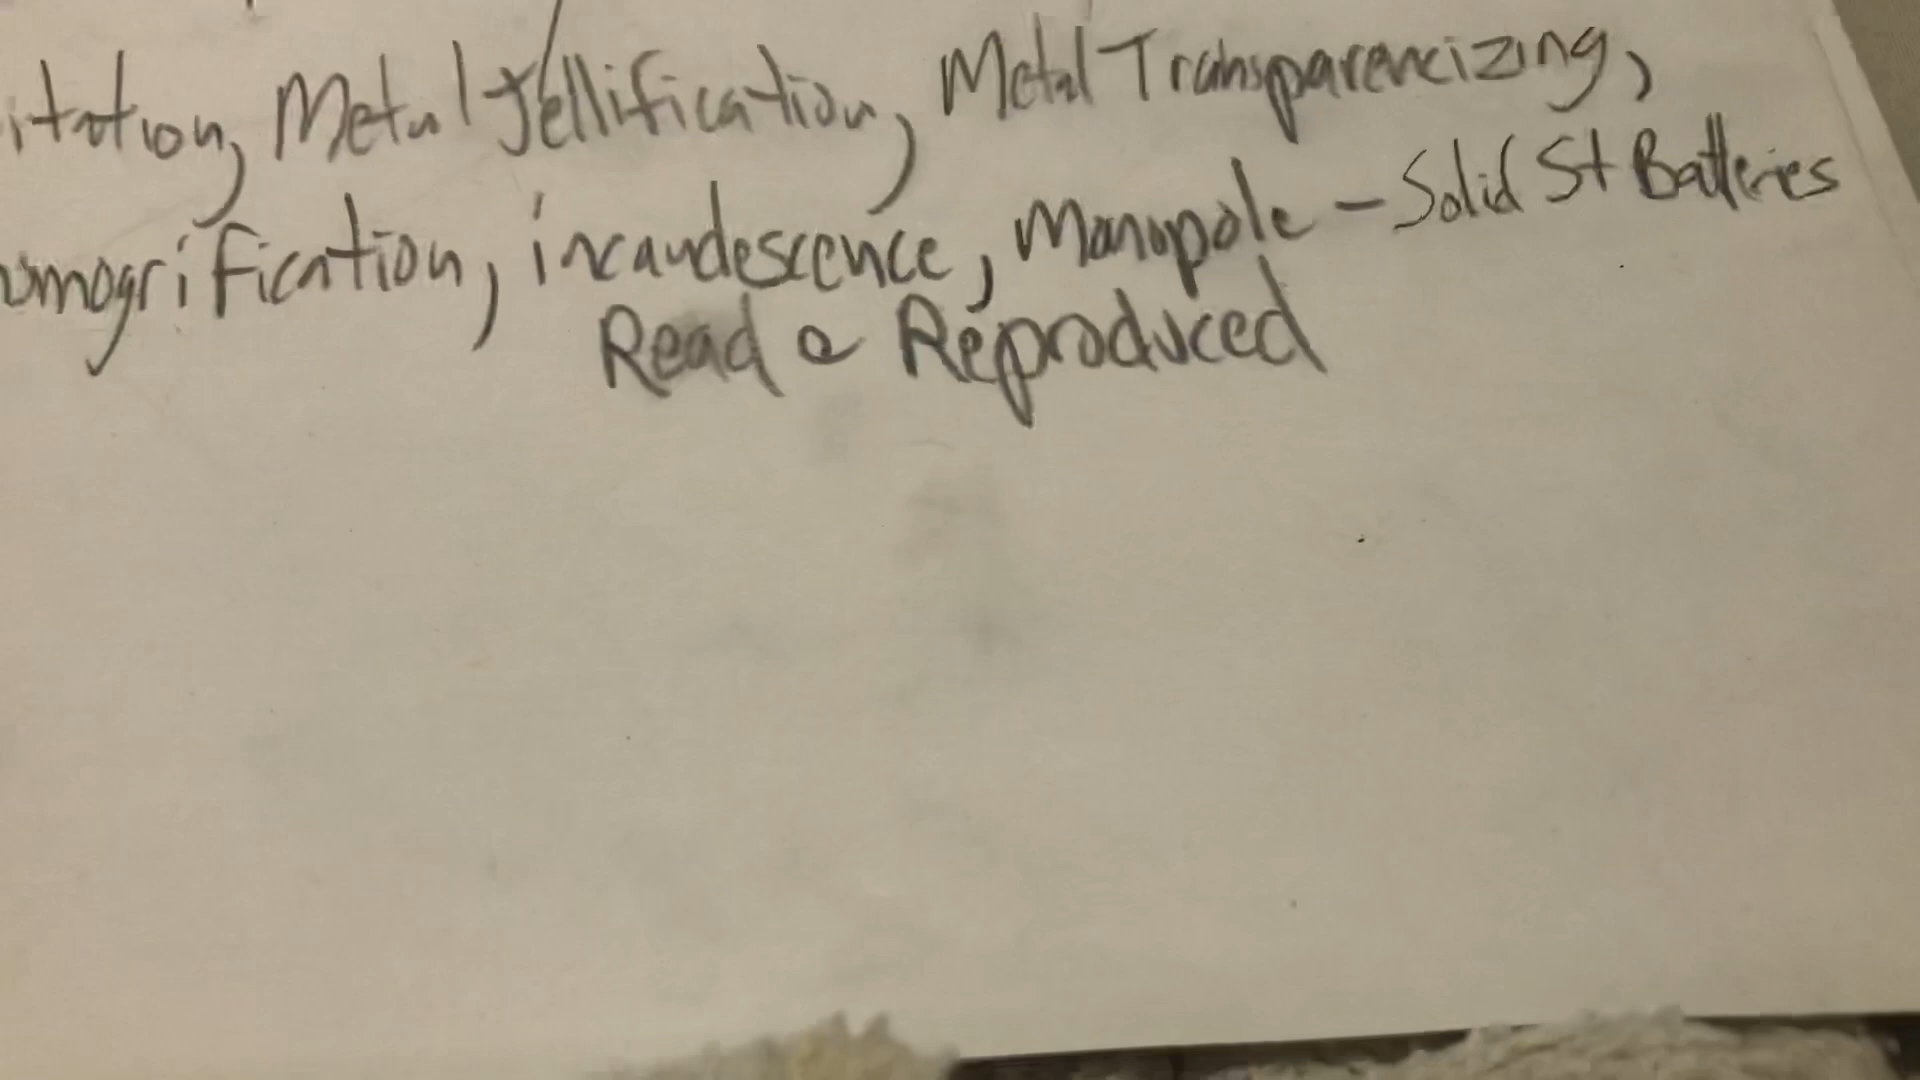 itation, Metal Jellification, Metal Transparencizing,
omogrification, incandescence, Monopole - Solid St Batteries
Read & Reproduced